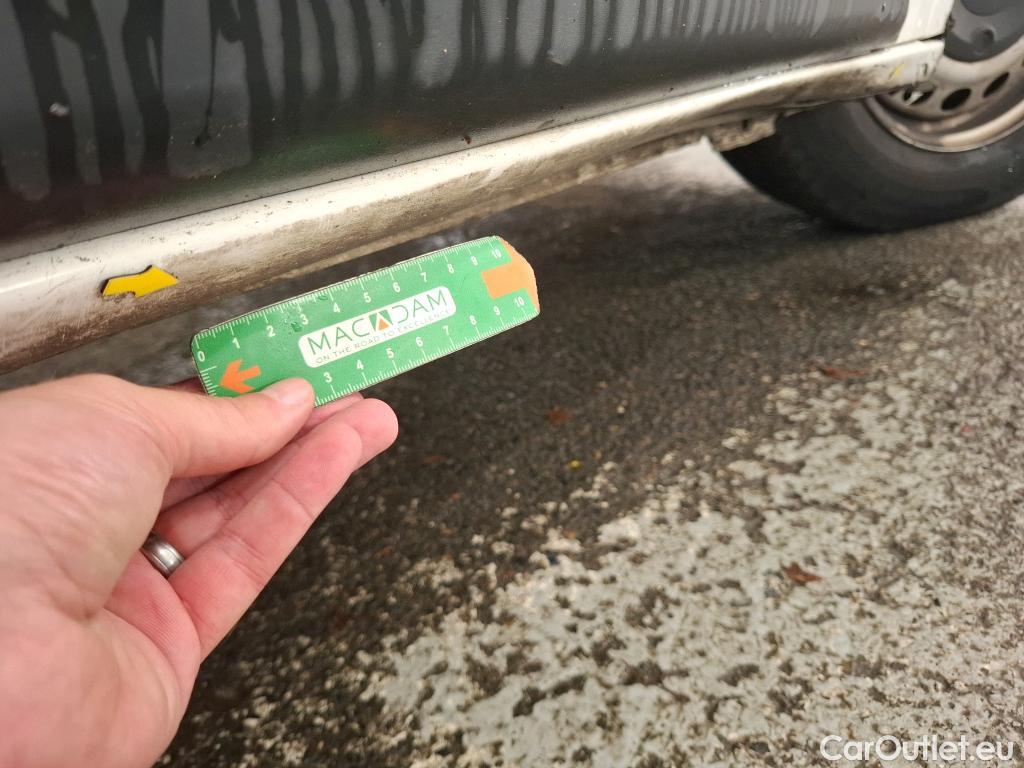 0 1 2 3 4 5 6 7 8 9 10
MACADAM
ON THE ROAD TO EXCELLENCE
3 4 5 6 7 8 9 10
CarOutlet.eu